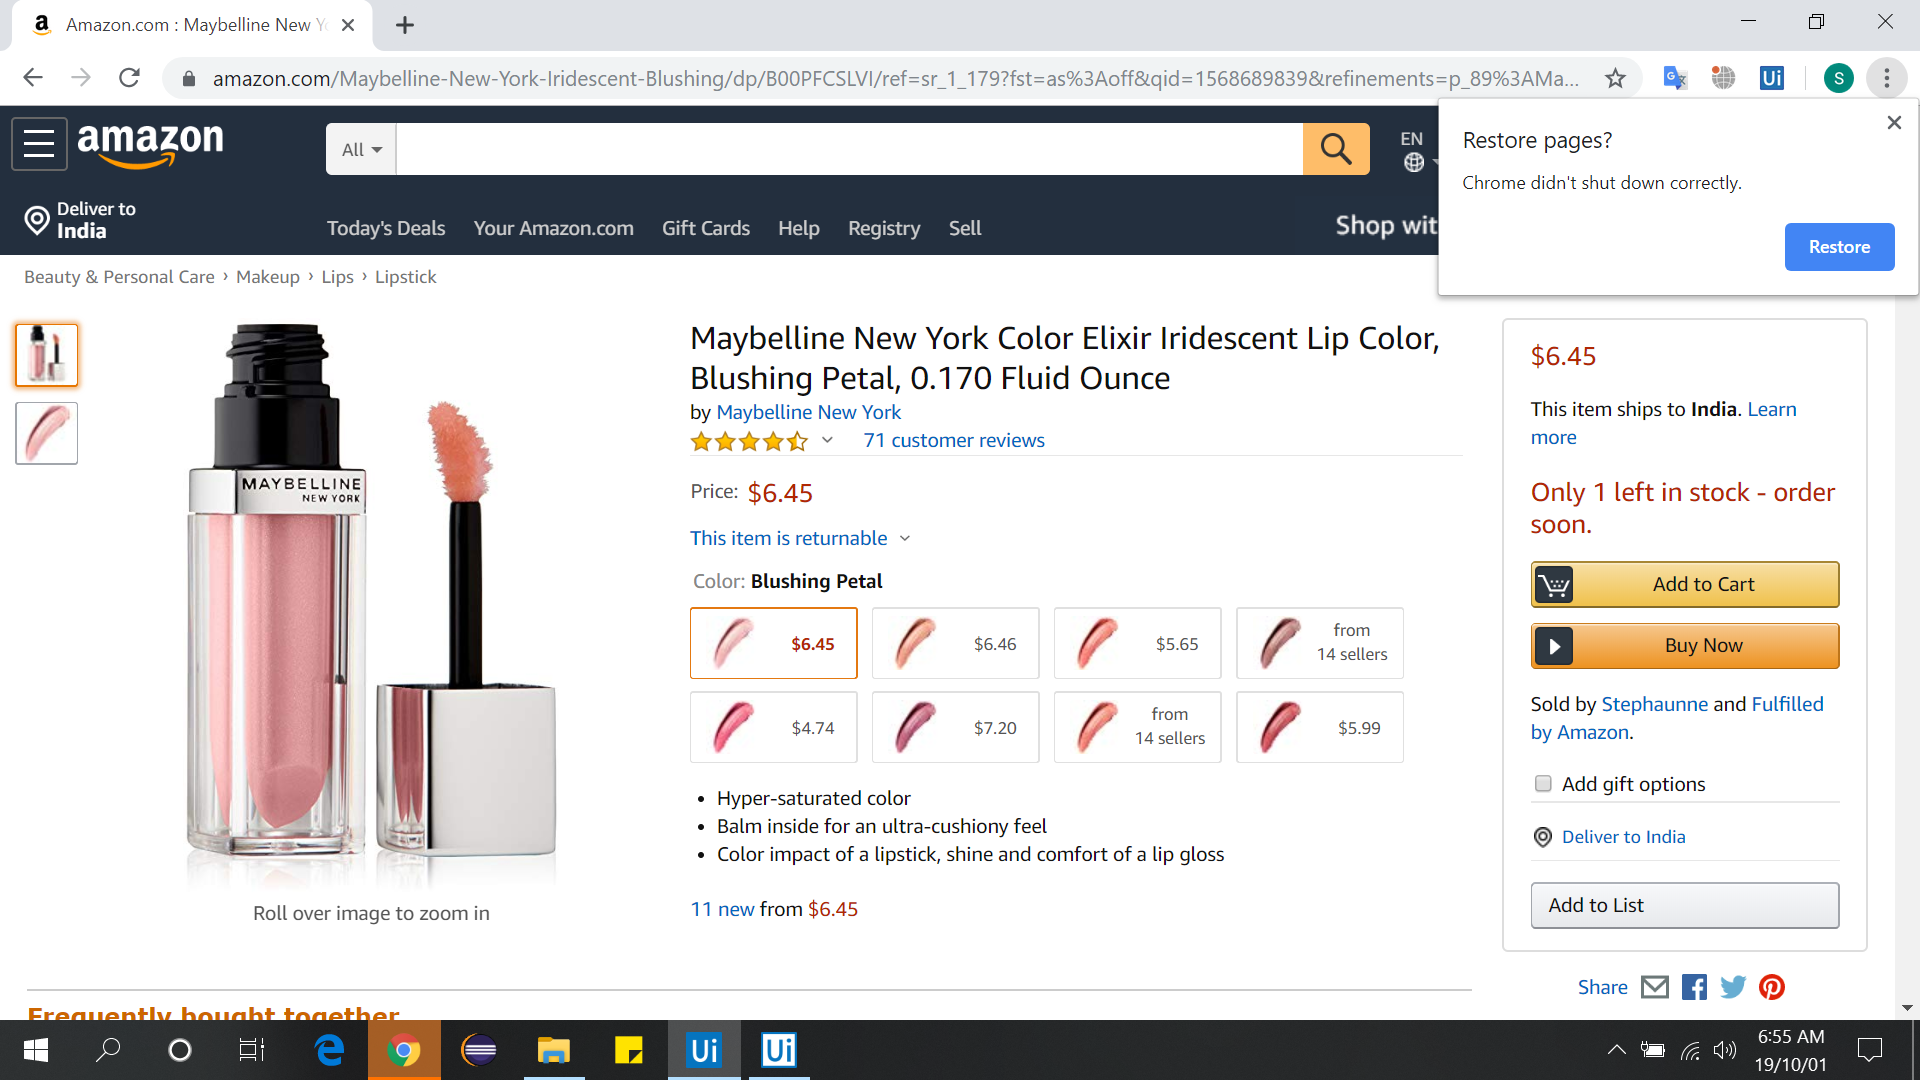 Amazon.com : Maybelline New Y
amazon.com/Maybelline-New-York-Iridescent-Blushing/dp/B00PFCSLVI/ref=sr_1_179?fst=as%3Aoff&qid=1568689839&refinements=p_89%3AMa...
S
Ui
Restore pages?
Chrome didn't shut down correctly.
Restore
amazon
All
EN
Deliver to
India
Today's Deals
Your Amazon.com
Gift Cards
Help
Registry
Sell
Shop wit
Beauty & Personal Care › Makeup › Lips › Lipstick
MAYBELLINE
NEW YORK
Roll over image to zoom in
Maybelline New York Color Elixir Iridescent Lip Color,
Blushing Petal, 0.170 Fluid Ounce
by Maybelline New York
71 customer reviews
Price: $6.45
This item is returnable
Color: Blushing Petal
$6.45
$6.46
$5.65
from
14 sellers
$4.74
$7.20
from
14 sellers
$5.99
• Hyper-saturated color
• Balm inside for an ultra-cushiony feel
• Color impact of a lipstick, shine and comfort of a lip gloss
11 new from $6.45
$6.45
This item ships to India. Learn
more
Only 1 left in stock - order
soon.
Add to Cart
Buy Now
Sold by Stephaunne and Fulfilled
by Amazon.
Add gift options
Deliver to India
Add to List
Share
Frequently bought together
Ui
Ui
6:55 AM
19/10/01